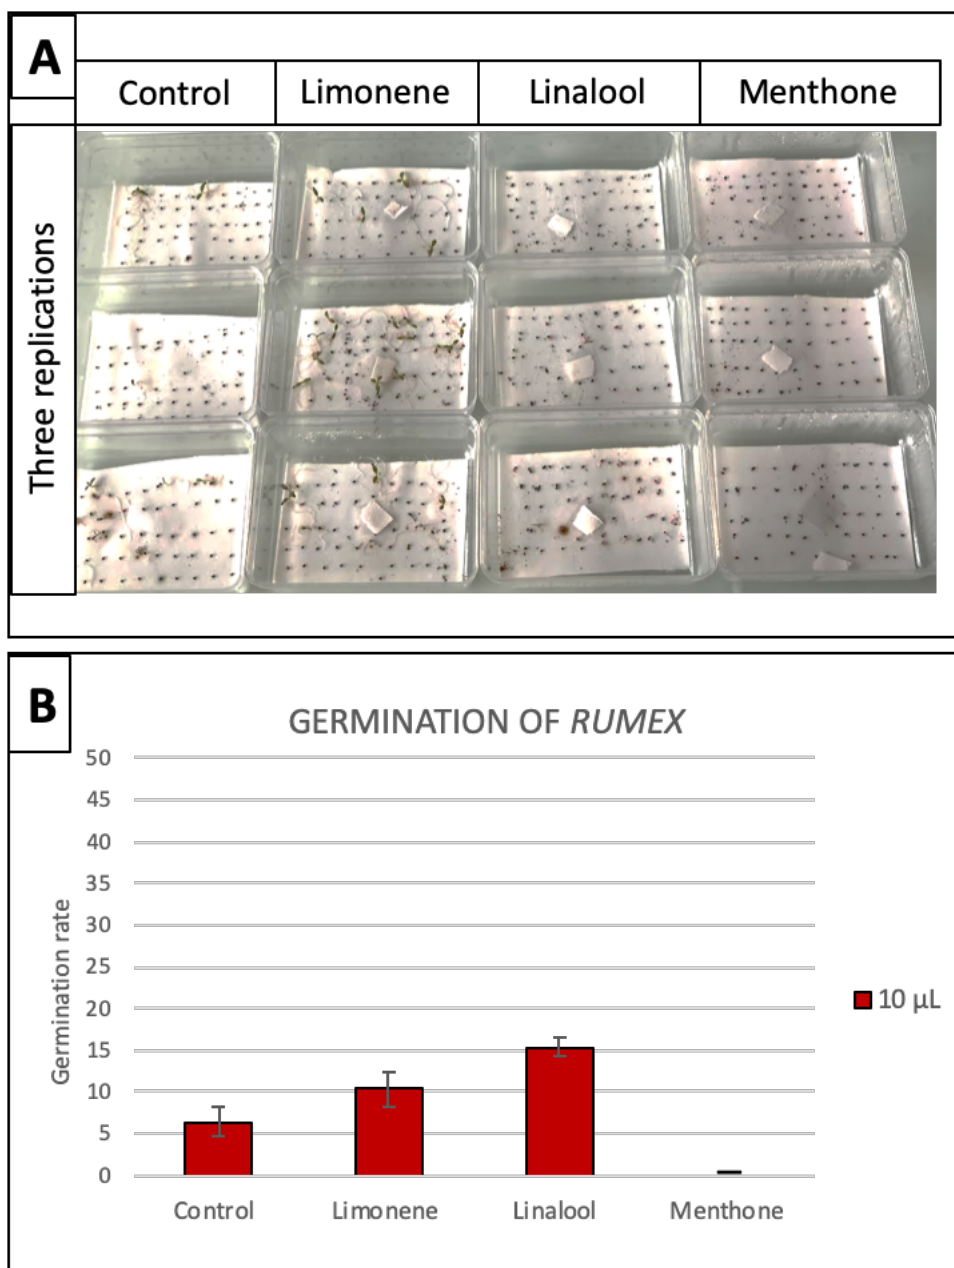 A
Control Limonene Linalool Menthone
Three replications
B
GERMINATION OF RUMEX
50
45
40
35
30
25
20
15
10
5
0
Germination rate
Control Limonene Linalool Menthone
10 µL